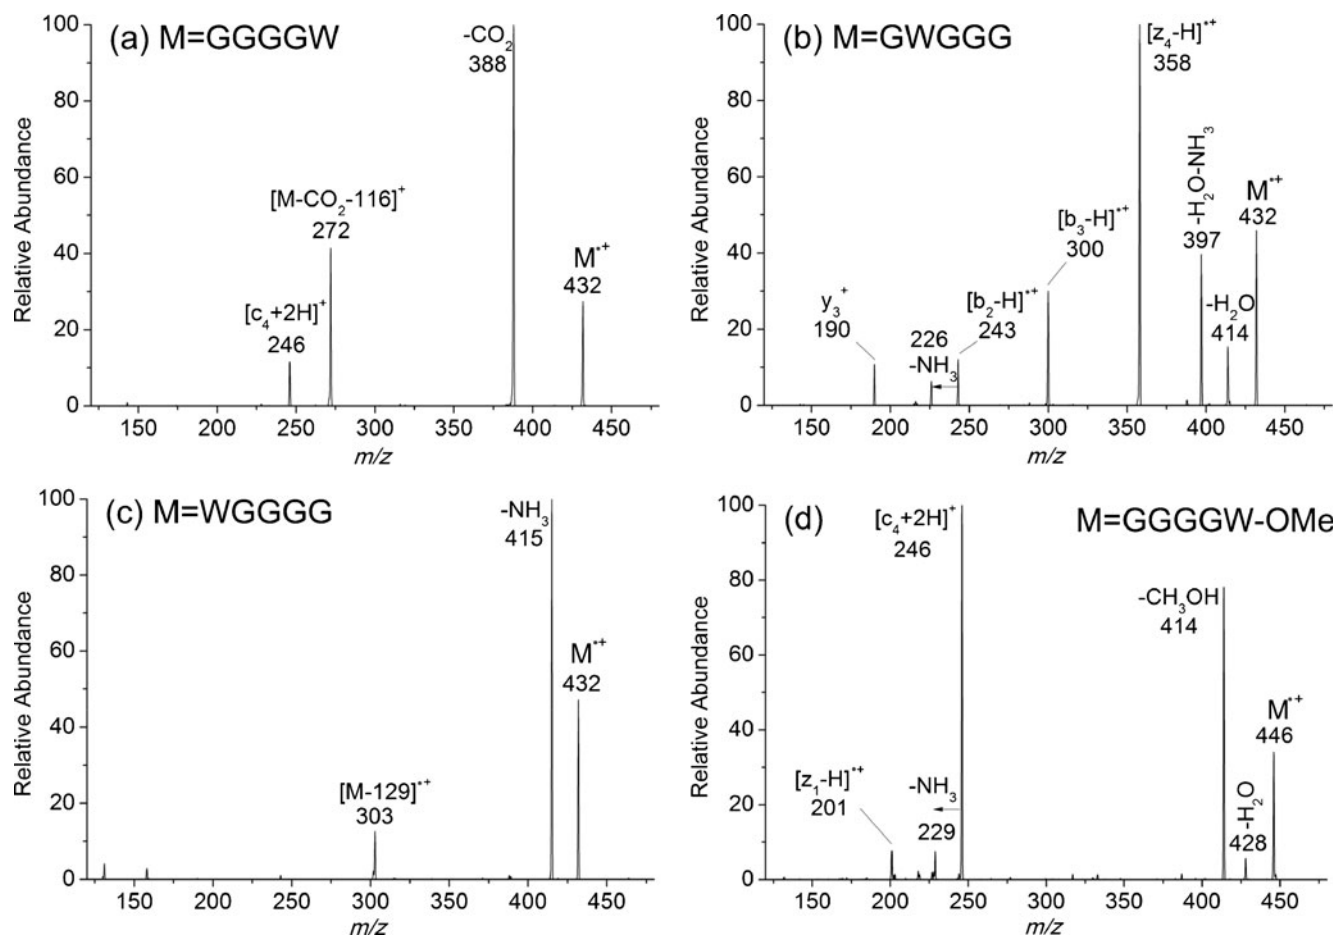 (a) M=GGGGW
Relative Abundance
100
80
60
40
20
0
-CO₂
388
[M-CO₂-116]⁺
272
M•⁺
432
[c₄+2H]⁺
246
150 200 250 300 350 400 450
m/z
(b) M=GWGGG
Relative Abundance
100
80
60
40
20
0
[z₄-H]•⁺
358
-H₂O-NH₃
397
M•⁺
432
[b₃-H]•⁺
300
-H₂O
414
[b₂-H]•⁺
243
y₃⁺
190
226
-NH₃
150 200 250 300 350 400 450
m/z
(c) M=WGGGG
Relative Abundance
100
80
60
40
20
0
-NH₃
415
M•⁺
432
[M-129]•⁺
303
150 200 250 300 350 400 450
m/z
(d) M=GGGGW-OMe
Relative Abundance
100
80
60
40
20
0
[c₄+2H]⁺
246
-CH₃OH
414
M•⁺
446
-H₂O
428
[z₁-H]•⁺
201
-NH₃
229
150 200 250 300 350 400 450
m/z